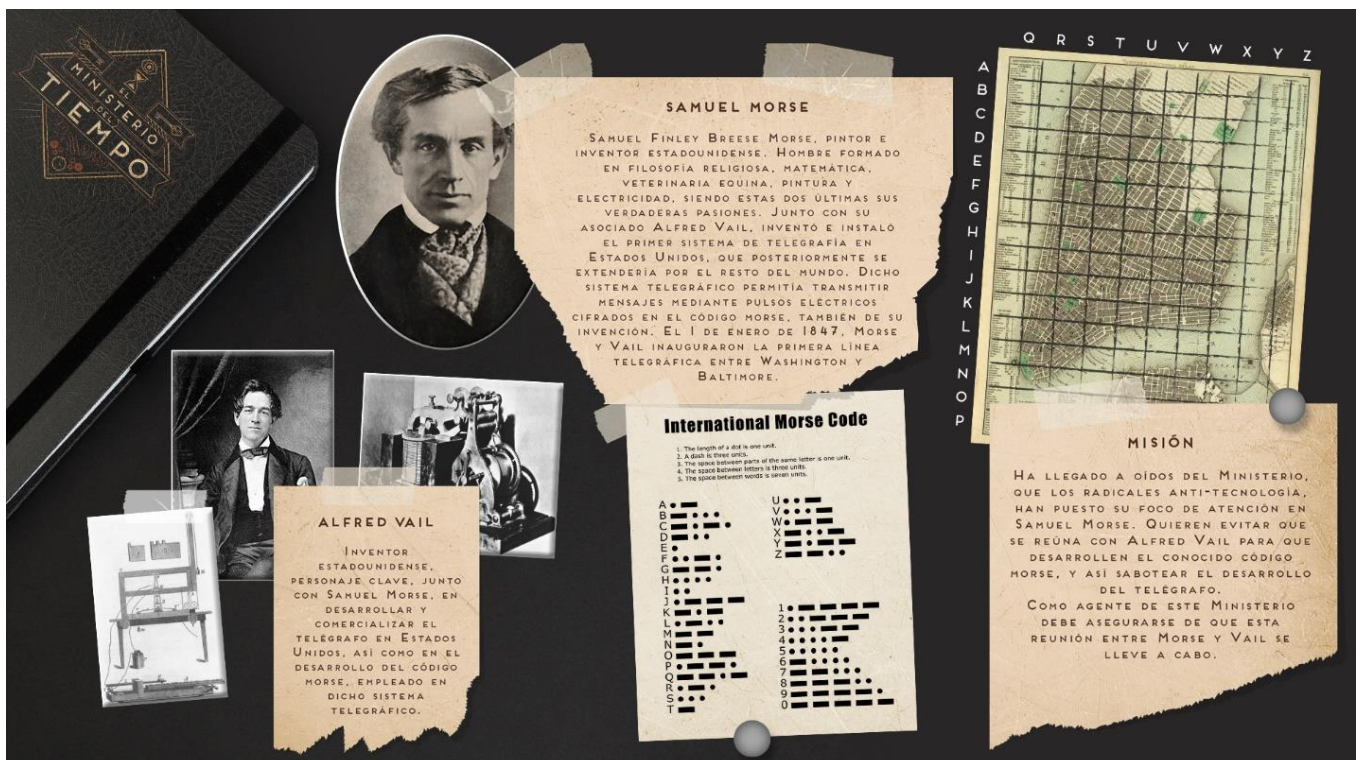 EL
MINISTERIO
DEL
TIEMPO
SAMUEL MORSE
SAMUEL FINLEY BREESE MORSE, PINTOR E
INVENTOR ESTADOUNIDENSE. HOMBRE FORMADO
EN FILOSOFÍA RELIGIOSA, MATEMÁTICA,
VETERINARIA EQUINA, PINTURA Y
ELECTRICIDAD, SIENDO ESTAS DOS ÚLTIMAS SUS
VERDADERAS PASIONES. JUNTO CON SU
ASOCIADO ALFRED VAIL, INVENTÓ E INSTALÓ
EL PRIMER SISTEMA DE TELEGRAFÍA EN
ESTADOS UNIDOS, QUE POSTERIORMENTE SE
EXTENDERÍA POR EL RESTO DEL MUNDO. DICHO
SISTEMA TELEGRÁFICO PERMITÍA TRANSMITIR
MENSAJES MEDIANTE PULSOS ELÉCTRICOS
CIFRADOS EN EL CÓDIGO MORSE, TAMBIÉN DE SU
INVENCIÓN. EL 1 DE ENERO DE 1847, MORSE
Y VAIL INAUGURARON LA PRIMERA LÍNEA
TELEGRÁFICA ENTRE WASHINGTON Y
BALTIMORE.
Q R S T U V W X Y Z
A
B
C
D
E
F
G
H
I
J
K
L
M
N
O
P
ALFRED VAIL
INVENTOR
ESTADOUNIDENSE,
PERSONAJE CLAVE, JUNTO
CON SAMUEL MORSE, EN
DESARROLLAR Y
COMERCIALIZAR EL
TELÉGRAFO EN ESTADOS
UNIDOS, ASÍ COMO EN EL
DESARROLLO DEL CÓDIGO
MORSE, EMPLEADO EN
DICHO SISTEMA
TELEGRÁFICO.
International Morse Code
1. The length of a dot is one unit.
2. A dash is three units.
3. The space between parts of the same letter is one unit.
4. The space between letters is three units.
5. The space between words is seven units.
A
B
C
D
E
F
G
H
I
J
K
L
M
N
O
P
Q
R
S
T
U
V
W
X
Y
Z
1
2
3
4
5
6
7
8
9
0
MISIÓN
HA LLEGADO A OÍDOS DEL MINISTERIO,
QUE LOS RADICALES ANTI-TECNOLOGÍA,
HAN PUESTO SU FOCO DE ATENCIÓN EN
SAMUEL MORSE. QUIEREN EVITAR QUE
SE REÚNA CON ALFRED VAIL PARA QUE
DESARROLLEN EL CONOCIDO CÓDIGO
MORSE, Y ASÍ SABOTEAR EL DESARROLLO
DEL TELÉGRAFO.
COMO AGENTE DE ESTE MINISTERIO
DEBE ASEGURARSE DE QUE ESTA
REUNIÓN ENTRE MORSE Y VAIL SE
LLEVE A CABO.